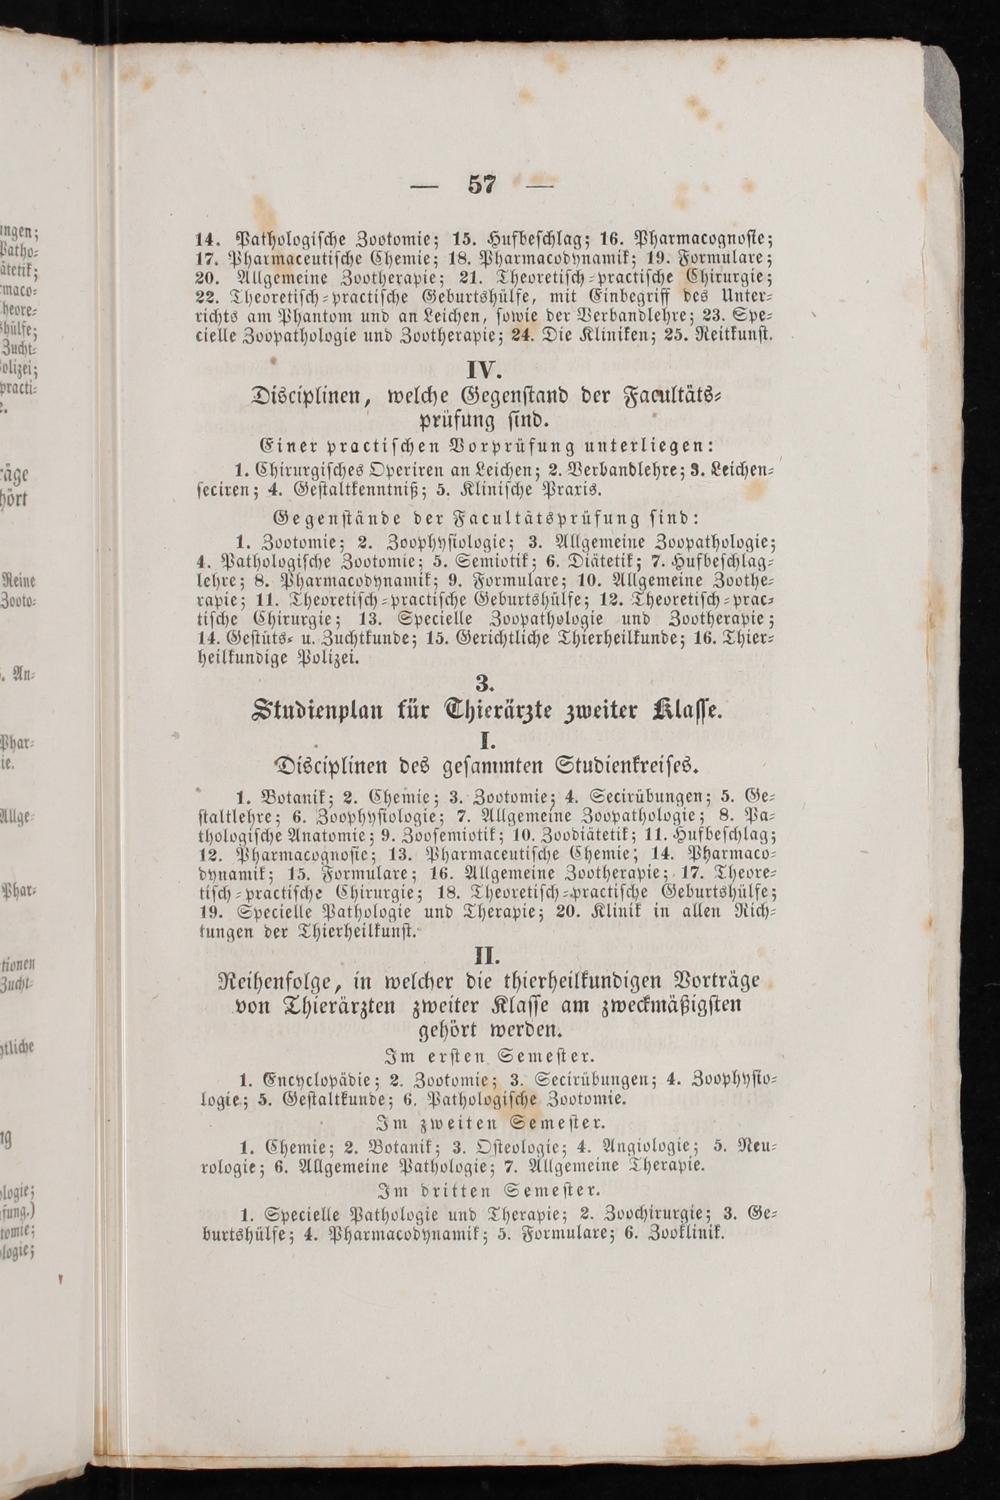 — 57 —
14. Pathologische Zootomie; 15. Hufbeschlag; 16. Pharmacognosie;
17. Pharmaceutische Chemie; 18. Pharmacodynamik; 19. Formulare;
20. Allgemeine Zootherapie; 21. Theoretisch-practische Chirurgie;
22. Theoretisch-practische Geburtshülfe, mit Einbegriff des Unter-
richts am Phantom und an Leichen, sowie der Verbandlehre; 23. Spe-
cielle Zoopathologie und Zootherapie; 24. Die Kliniken; 25. Reitkunst.
IV.
Disciplinen, welche Gegenstand der Facultäts-
prüfung sind.
Einer practischen Vorprüfung unterliegen:
1. Chirurgisches Operiren an Leichen; 2. Verbandlehre; 3. Leichen-
seciren; 4. Gestaltkenntniß; 5. Klinische Praxis.
Gegenstände der Facultätsprüfung sind:
1. Zootomie; 2. Zoophysiologie; 3. Allgemeine Zoopathologie;
4. Pathologische Zootomie; 5. Semiotik; 6. Diätetik; 7. Hufbeschlag-
lehre; 8. Pharmacodynamik; 9. Formulare; 10. Allgemeine Zoothe-
rapie; 11. Theoretisch-practische Geburtshülfe; 12. Theoretisch-prac-
tische Chirurgie; 13. Specielle Zoopathologie und Zootherapie;
14. Gestüts- u. Zuchtkunde; 15. Gerichtliche Thierheilkunde; 16. Thier-
heilkundige Polizei.
3.
Studienplan für Thierärzte zweiter Klasse.
I.
Disciplinen des gesammten Studienkreises.
1. Botanik; 2. Chemie; 3. Zootomie; 4. Secirübungen; 5. Ge-
staltlehre; 6. Zoophysiologie; 7. Allgemeine Zoopathologie; 8. Pa-
thologische Anatomie; 9. Zoosemiotik; 10. Zoodiätetik; 11. Hufbeschlag;
12. Pharmacognosie; 13. Pharmaceutische Chemie; 14. Pharmaco-
dynamik; 15. Formulare; 16. Allgemeine Zootherapie; 17. Theore-
tisch-practische Chirurgie; 18. Theoretisch-practische Geburtshülfe;
19. Specielle Pathologie und Therapie; 20. Klinik in allen Rich-
tungen der Thierheilkunst.
II.
Reihenfolge, in welcher die thierheilkundigen Vorträge
von Thierärzten zweiter Klasse am zweckmäßigsten
gehört werden.
Im ersten Semester.
1. Encyclopädie; 2. Zootomie; 3. Secirübungen; 4. Zoophysio-
logie; 5. Gestaltkunde; 6. Pathologische Zootomie.
Im zweiten Semester.
1. Chemie; 2. Botanik; 3. Osteologie; 4. Angiologie; 5. Neu-
rologie; 6. Allgemeine Pathologie; 7. Allgemeine Therapie.
Im dritten Semester.
1. Specielle Pathologie und Therapie; 2. Zoochirurgie; 3. Ge-
burtshülfe; 4. Pharmacodynamik; 5. Formulare; 6. Zooklinik.